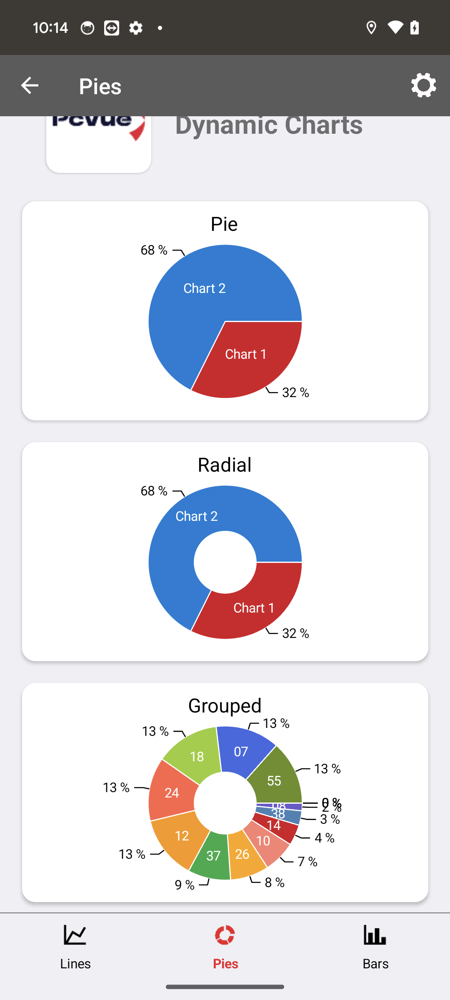 10:14
Pies
PcVue
Dynamic Charts
Pie
68 %
Chart 2
Chart 1
32 %
Radial
68 %
Chart 2
Chart 1
32 %
Grouped
13 %
13 %
07
18
13 %
55
13 %
24
0 %
2 %
38
3 %
14
4 %
12
10
13 %
37
26
7 %
9 %
8 %
Lines
Pies
Bars